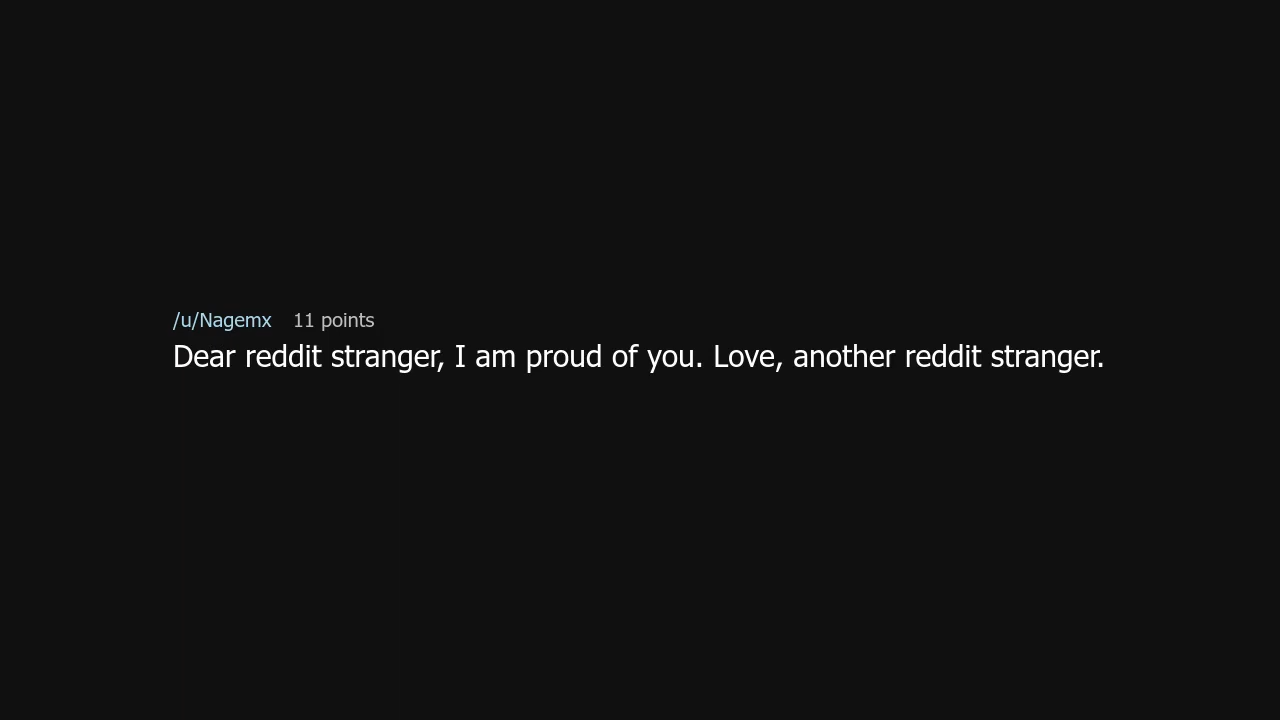 /u/Nagemx 11 points
Dear reddit stranger, I am proud of you. Love, another reddit stranger.